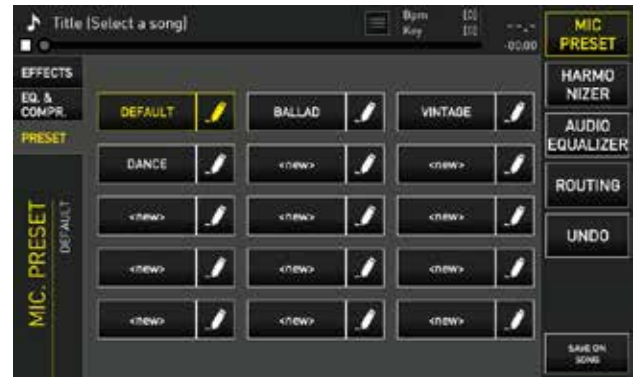 Title (Select a song)
Bpm [0]
Key [0]
--.-
-00:00
MIC
PRESET
EFFECTS
EQ. &
COMPR.
PRESET
MIC. PRESET
DEFAULT
DEFAULT
BALLAD
VINTAGE
DANCE
<new>
<new>
<new>
<new>
<new>
<new>
<new>
<new>
<new>
<new>
<new>
HARMO
NIZER
AUDIO
EQUALIZER
ROUTING
UNDO
SAVE ON
SONG